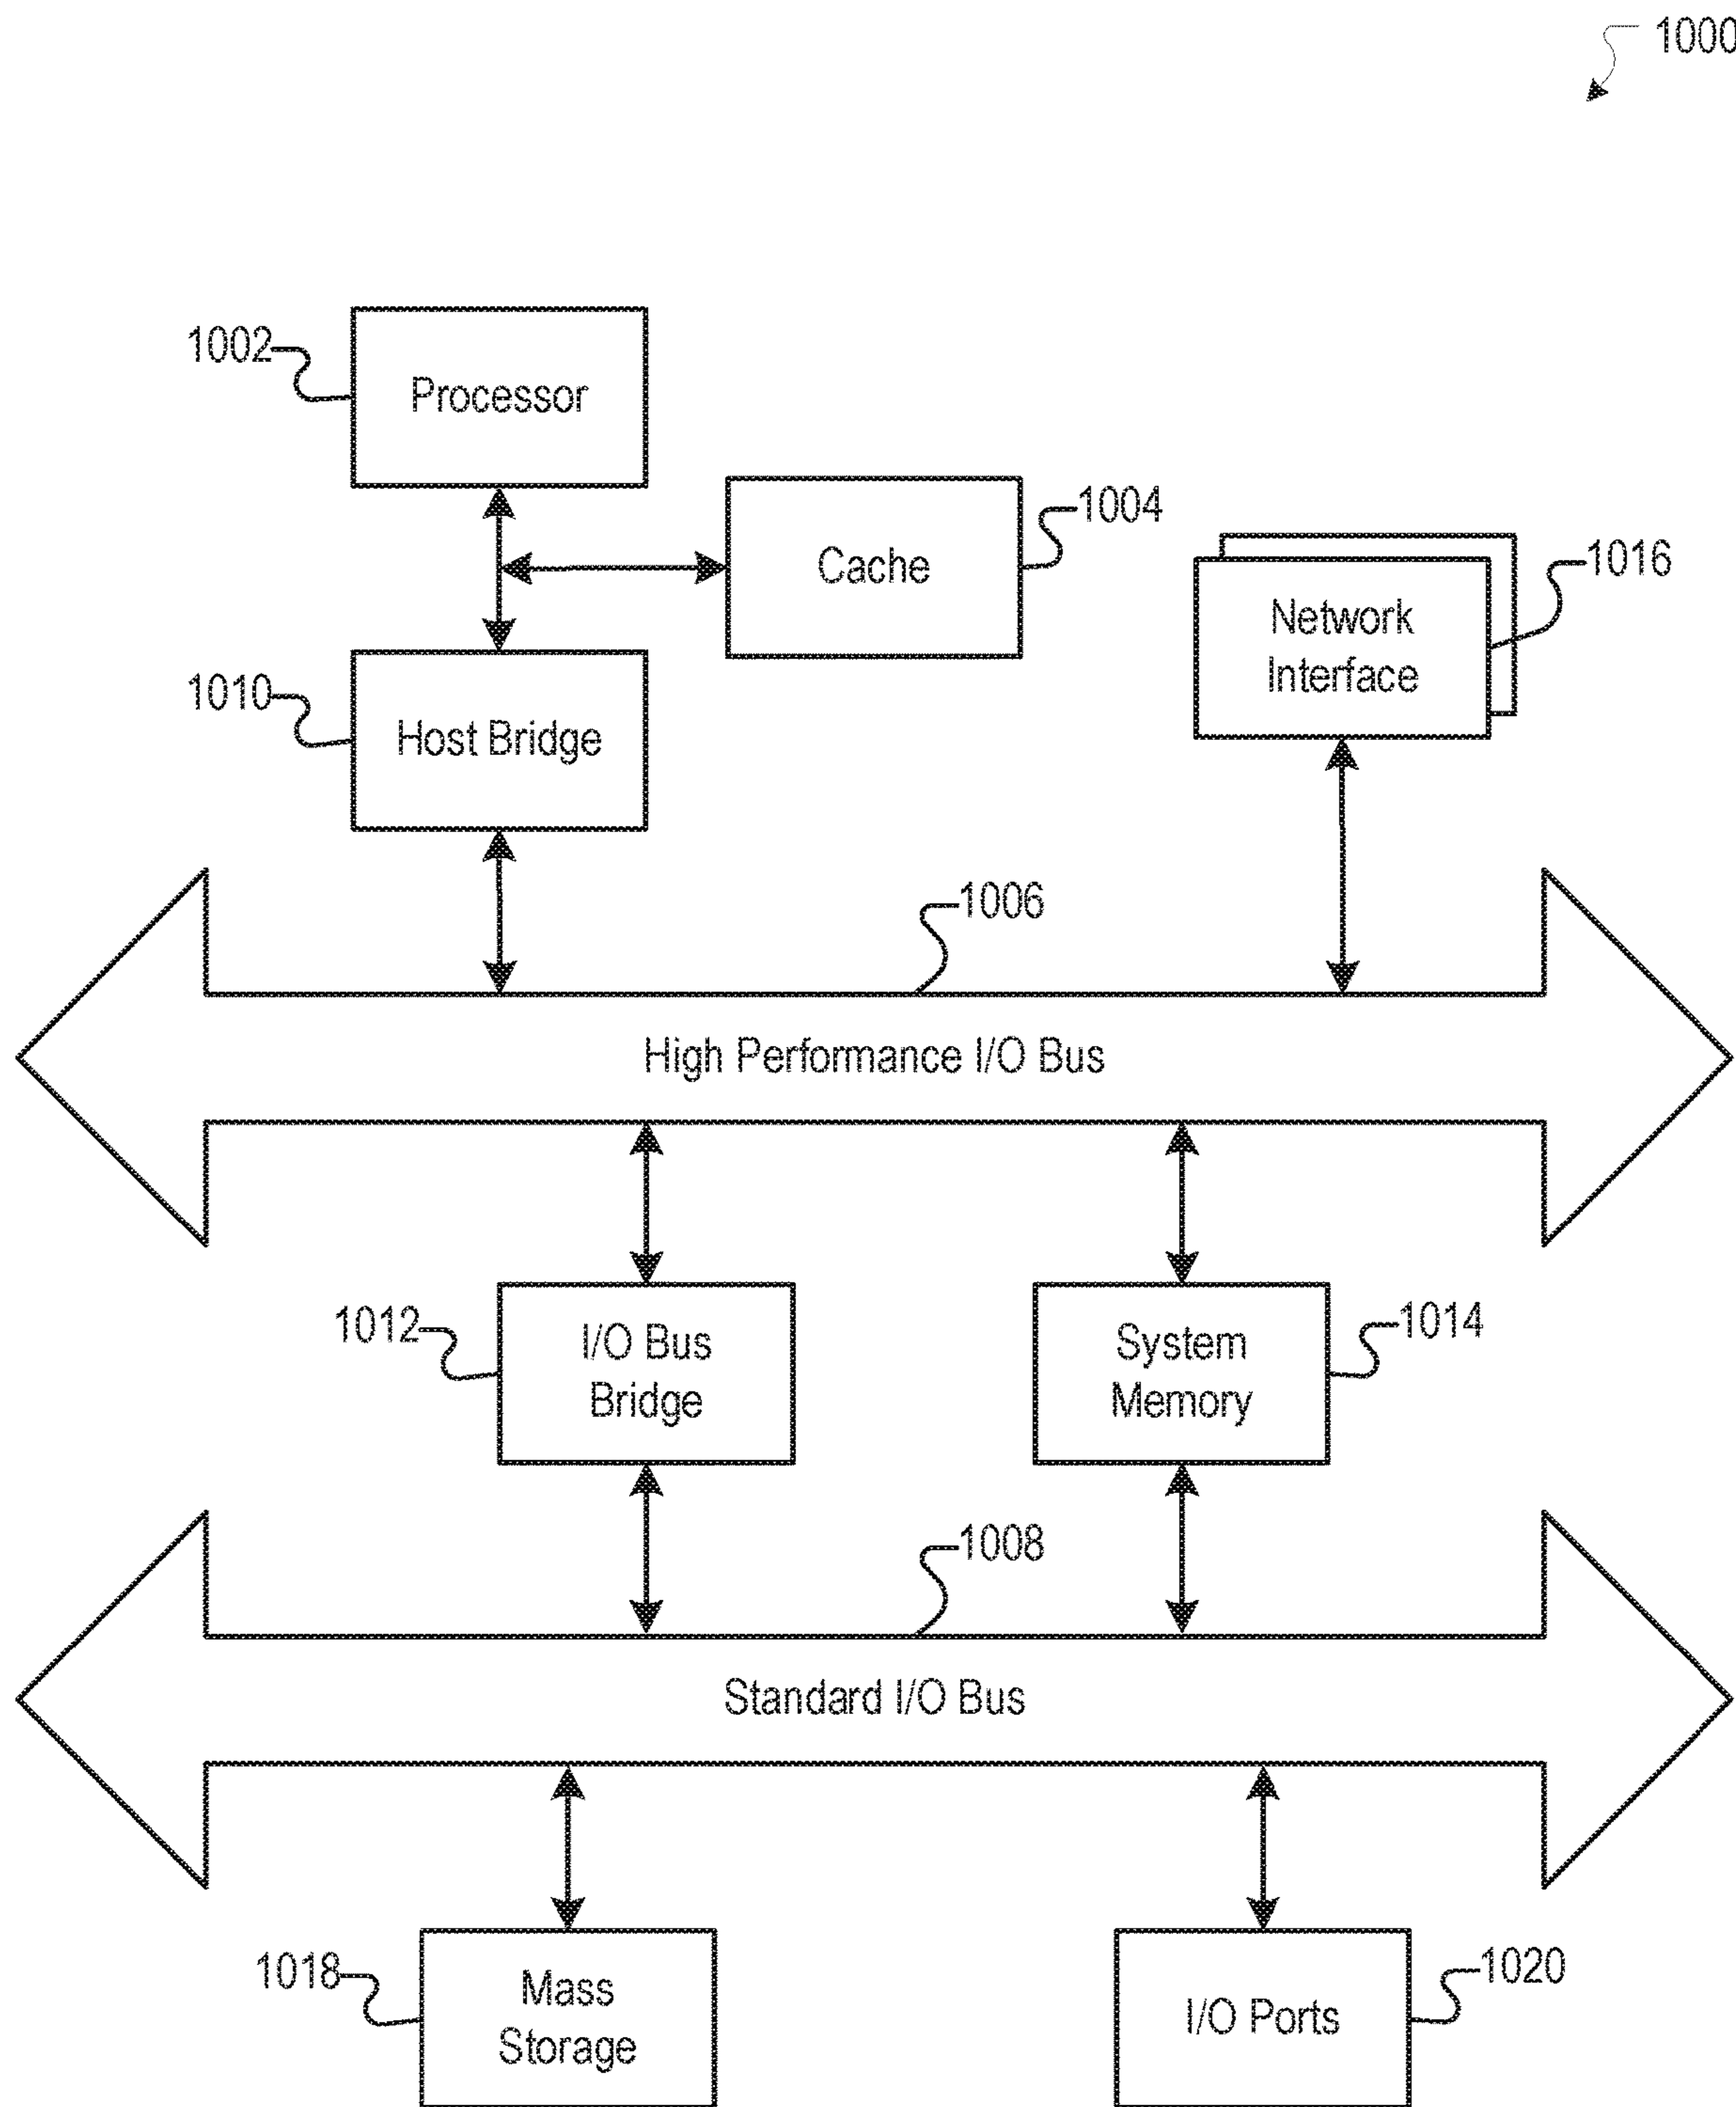 1000
1002
Processor
1004
Cache
1016
Network
Interface
1010
Host Bridge
1006
High Performance I/O Bus
1012
I/O Bus
Bridge
1014
System
Memory
1008
Standard I/O Bus
1018
Mass
Storage
1020
I/O Ports